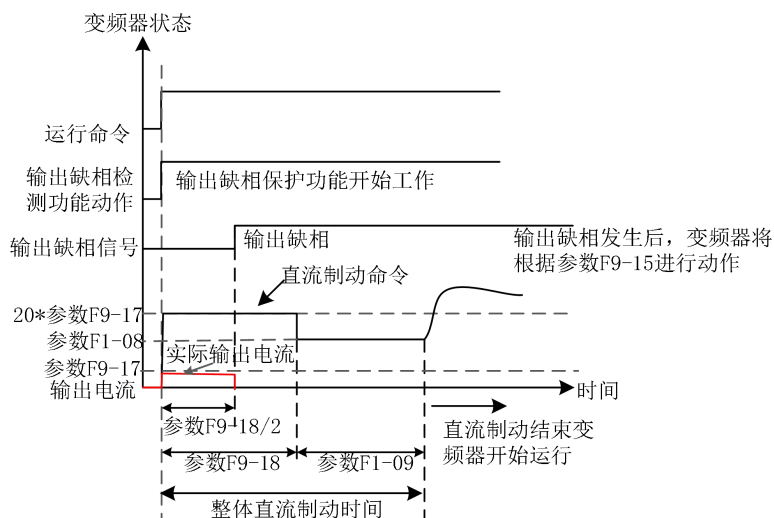 变频器状态
运行命令
输出缺相检
测功能动作
输出缺相保护功能开始工作
输出缺相信号
输出缺相
输出缺相发生后，变频器将
根据参数F9-15进行动作
直流制动命令
20*参数F9-17
参数F1-08
实际输出电流
参数F9-17
输出电流
时间
参数F9-18/2
直流制动结束变
频器开始运行
参数F9-18
参数F1-09
整体直流制动时间